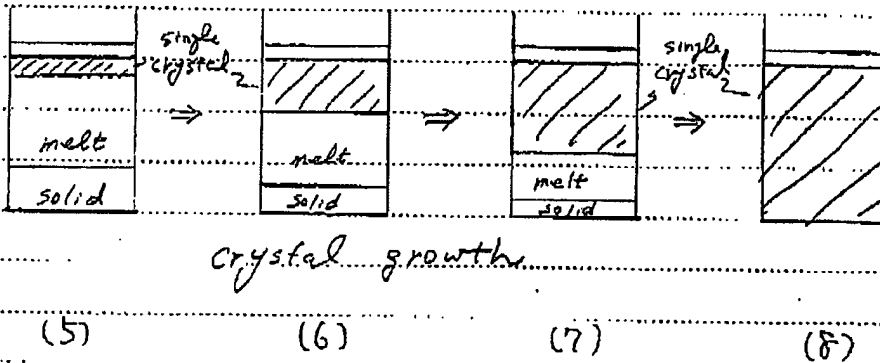 single
crystal
single
crystal
melt
solid
melt
solid
melt
solid
crystal growth
(5)
(6)
(7)
(8)